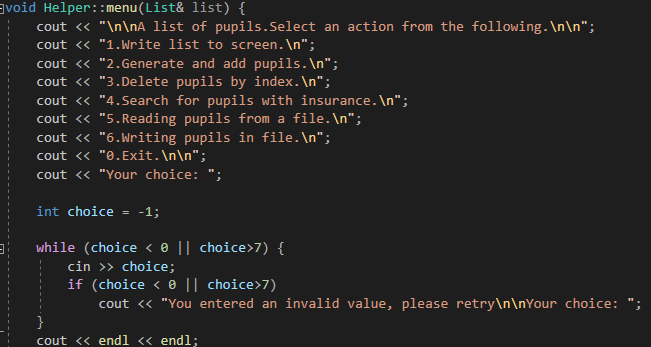 void Helper::menu(List& list) {
cout << "\n\nA list of pupils.Select an action from the following.\n\n";
cout << "1.Write list to screen.\n";
cout << "2.Generate and add pupils.\n";
cout << "3.Delete pupils by index.\n";
cout << "4.Search for pupils with insurance.\n";
cout << "5.Reading pupils from a file.\n";
cout << "6.Writing pupils in file.\n";
cout << "0.Exit.\n\n";
cout << "Your choice: ";
int choice = -1;
while (choice < 0 || choice>7) {
cin >> choice;
if (choice < 0 || choice>7)
cout << "You entered an invalid value, please retry\n\nYour choice: ";
}
cout << endl << endl;